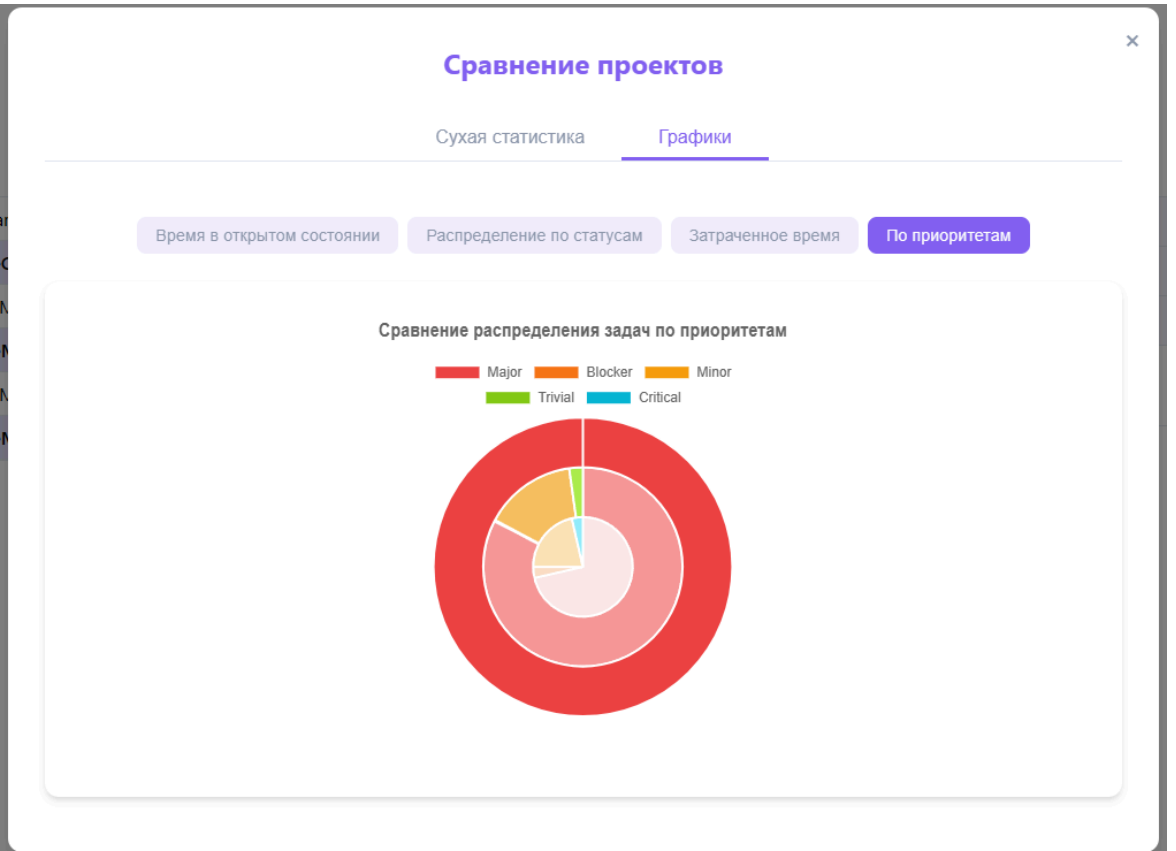 ×
Сравнение проектов
Сухая статистика Графики
Время в открытом состоянии Распределение по статусам Затраченное время По приоритетам
Сравнение распределения задач по приоритетам
Major Blocker Minor
Trivial Critical